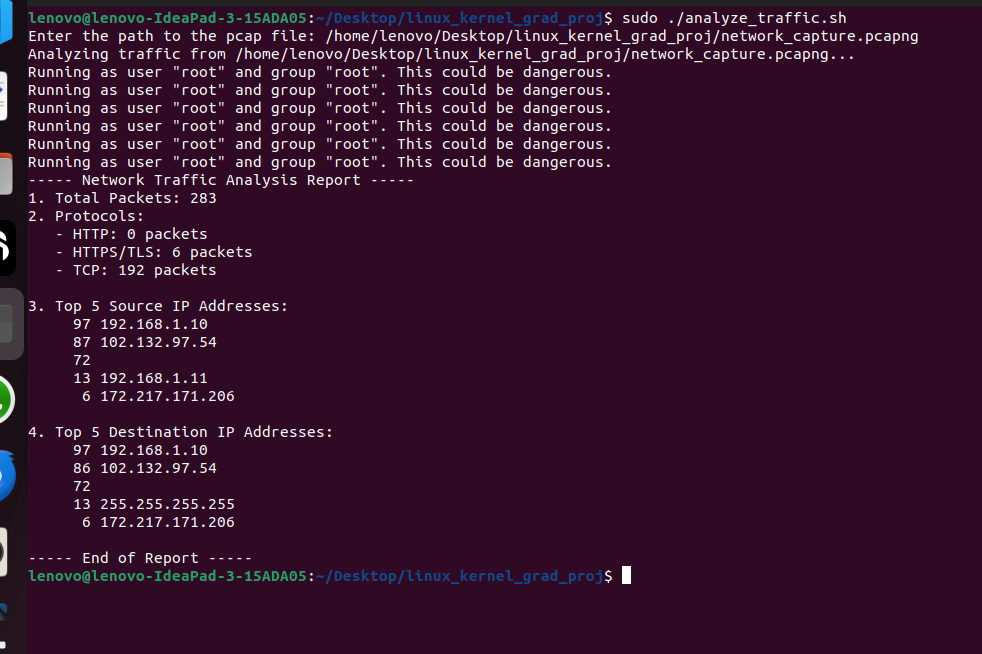 lenovo@lenovo-IdeaPad-3-15ADA05:~/Desktop/linux_kernel_grad_proj$ sudo ./analyze_traffic.sh
Enter the path to the pcap file: /home/lenovo/Desktop/linux_kernel_grad_proj/network_capture.pcapng
Analyzing traffic from /home/lenovo/Desktop/linux_kernel_grad_proj/network_capture.pcapng...
Running as user "root" and group "root". This could be dangerous.
Running as user "root" and group "root". This could be dangerous.
Running as user "root" and group "root". This could be dangerous.
Running as user "root" and group "root". This could be dangerous.
Running as user "root" and group "root". This could be dangerous.
Running as user "root" and group "root". This could be dangerous.
----- Network Traffic Analysis Report -----
1. Total Packets: 283
2. Protocols:
   - HTTP: 0 packets
   - HTTPS/TLS: 6 packets
   - TCP: 192 packets

3. Top 5 Source IP Addresses:
     97 192.168.1.10
     87 102.132.97.54
     72
     13 192.168.1.11
      6 172.217.171.206

4. Top 5 Destination IP Addresses:
     97 192.168.1.10
     86 102.132.97.54
     72
     13 255.255.255.255
      6 172.217.171.206

----- End of Report -----
lenovo@lenovo-IdeaPad-3-15ADA05:~/Desktop/linux_kernel_grad_proj$